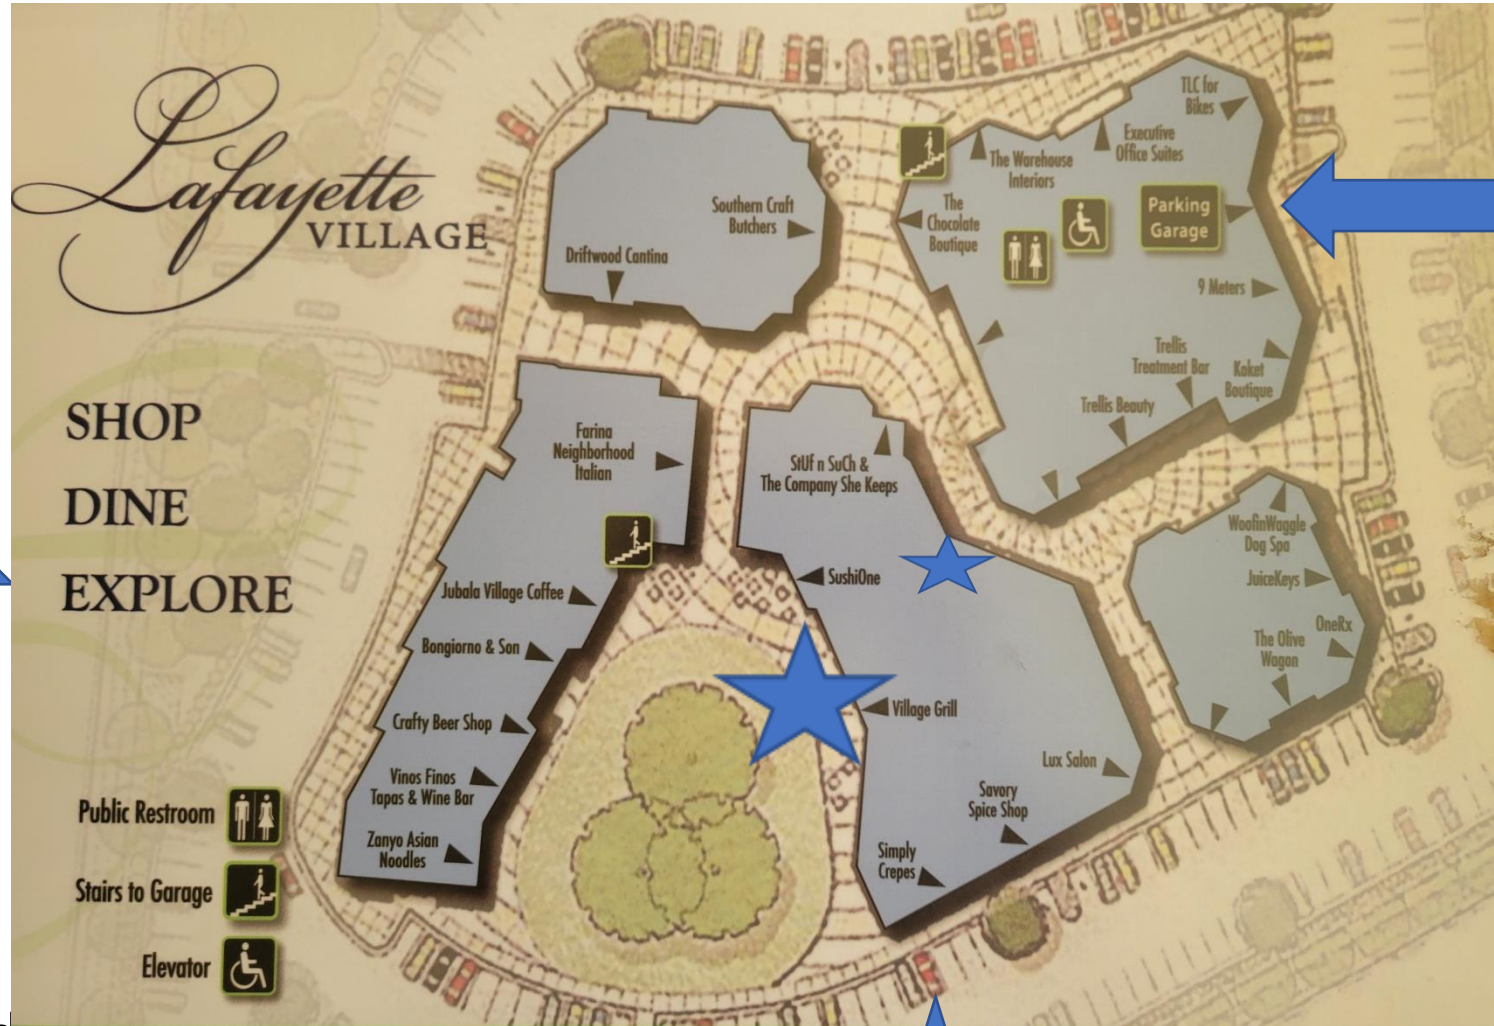 Lafayette
VILLAGE
SHOP
DINE
EXPLORE
Public Restroom
Stairs to Garage
Elevator
Driftwood Cantina
Southern Craft
Butchers
The
Chocolate
Boutique
The Warehouse
Interiors
Executive
Office Suites
TLC for
Bikes
Parking
Garage
9 Meters
Koket
Boutique
Trellis
Treatment Bar
Trellis Beauty
Farina
Neighborhood
Italian
Jubala Village Coffee
Bongiorno & Son
Crafty Beer Shop
Vinos Finos
Tapas & Wine Bar
Zanyo Asian
Noodles
StUf n SuCh &
The Company She Keeps
SushiOne
Village Grill
Lux Salon
Savory
Spice Shop
Simply
Crepes
WoofinWaggle
Dog Spa
JuiceKeys
OneRx
The Olive
Wagon